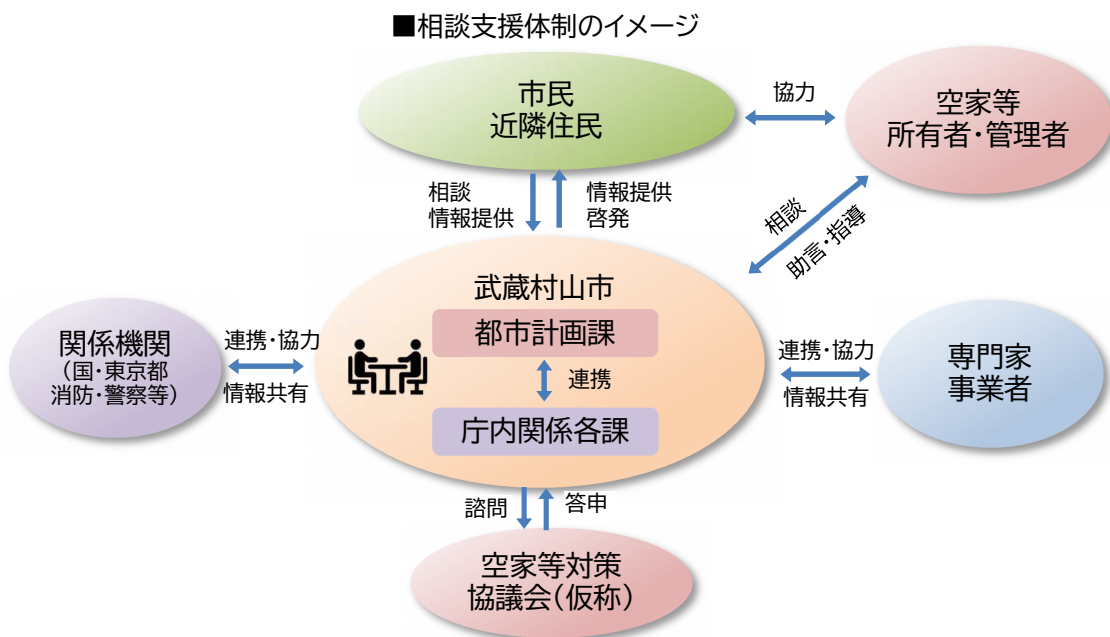 ■相談支援体制のイメージ
市民
近隣住民
協力
空家等
所有者・管理者
相談
情報提供
情報提供
啓発
相談
助言・指導
武蔵村山市
都市計画課
連携
庁内関係各課
関係機関
（国・東京都
消防・警察等）
連携・協力
情報共有
連携・協力
情報共有
専門家
事業者
諮問
答申
空家等対策
協議会（仮称）